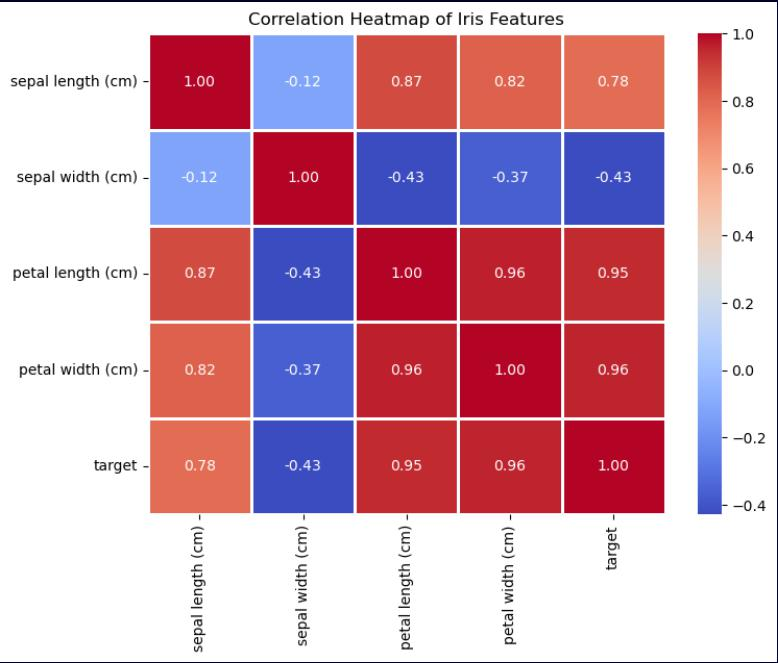 Correlation Heatmap of Iris Features
sepal length (cm) 1.00 -0.12 0.87 0.82 0.78
sepal width (cm) -0.12 1.00 -0.43 -0.37 -0.43
petal length (cm) 0.87 -0.43 1.00 0.96 0.95
petal width (cm) 0.82 -0.37 0.96 1.00 0.96
target 0.78 -0.43 0.95 0.96 1.00
sepal length (cm)
sepal width (cm)
petal length (cm)
petal width (cm)
target
1.0
0.8
0.6
0.4
0.2
0.0
−0.2
−0.4